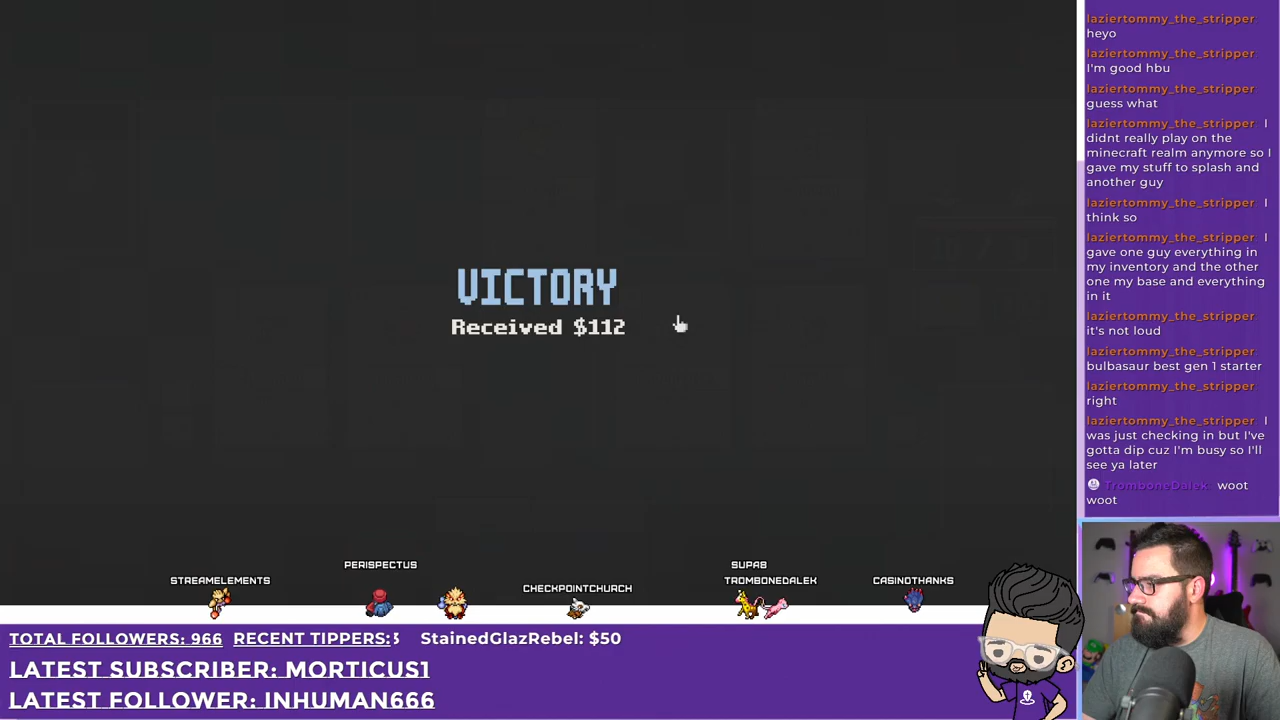 laziertommy_the_stripper
heyo
laziertommy_the_stripper
I'm good hbu
laziertommy_the_stripper
guess what
laziertommy_the_stripper: I
didnt really play on the
minecraft realm anymore so I
gave my stuff to splash and
another guy
laziertommy_the_stripper: I
think so
laziertommy_the_stripper: I
gave one guy everything in
my inventory and the other
one my base and everything
in it
laziertommy_the_stripper:
it's not loud
laziertommy_the_stripper:
bulbasaur best gen 1 starter
laziertommy_the_stripper:
right
laziertommy_the_stripper: I
was just checking in but I've
gotta dip cuz I'm busy so I'll
see ya later
TromboneDalek: woot
woot
VICTORY
Received $112
STREAMELEMENTS
PERISPECTUS
CHECKPOINTCHURCH
SUPA8
TROMBONEDALEK
CASINOTHANKS
TOTAL FOLLOWERS: 966 RECENT TIPPERS: StainedGlazRebel: $50
LATEST SUBSCRIBER: MORTICUS1
LATEST FOLLOWER: INHUMAN666